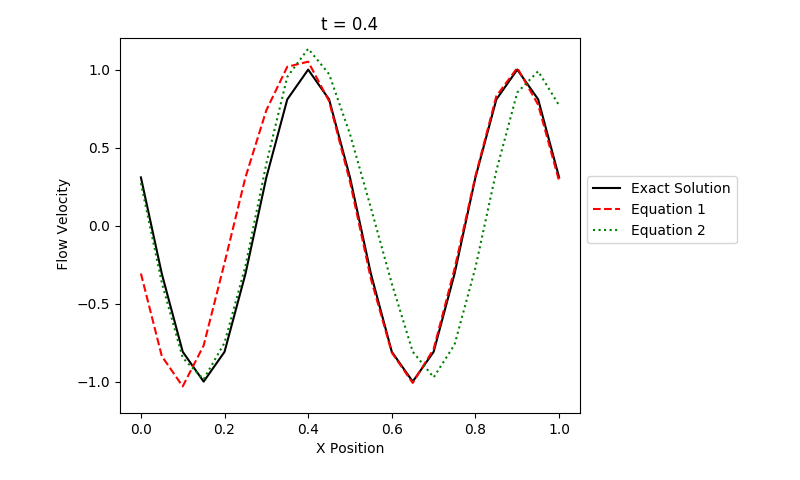 t = 0.4
1.0
0.5
0.0
−0.5
−1.0
Flow Velocity
0.0 0.2 0.4 0.6 0.8 1.0
X Position
Exact Solution
Equation 1
Equation 2